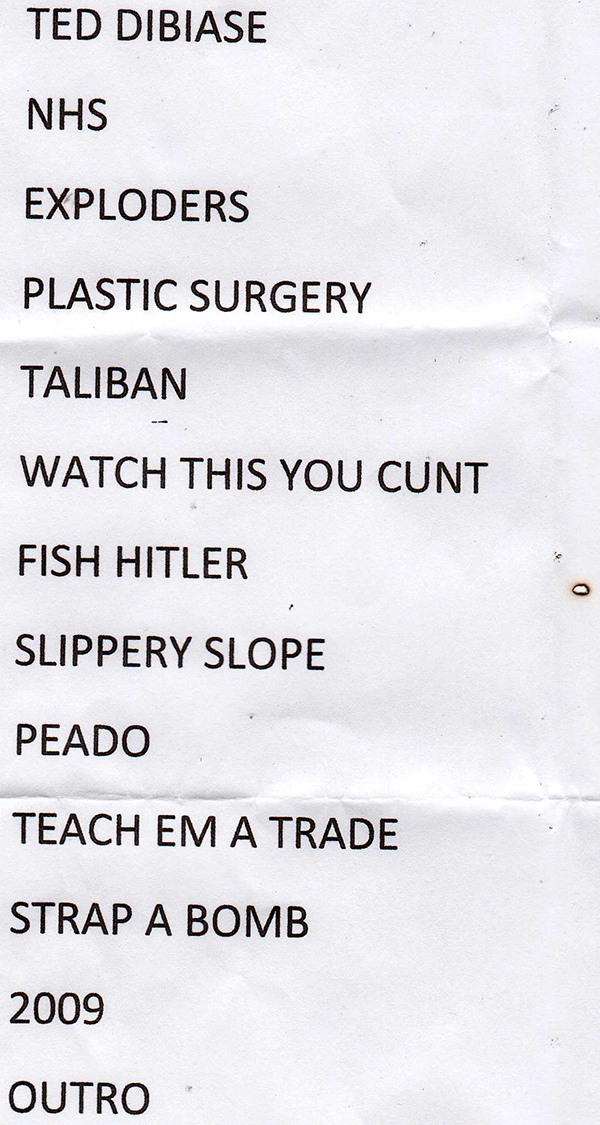 TED DIBIASE
NHS
EXPLODERS
PLASTIC SURGERY
TALIBAN
WATCH THIS YOU CUNT
FISH HITLER
SLIPPERY SLOPE
PEADO
TEACH EM A TRADE
STRAP A BOMB
2009
OUTRO